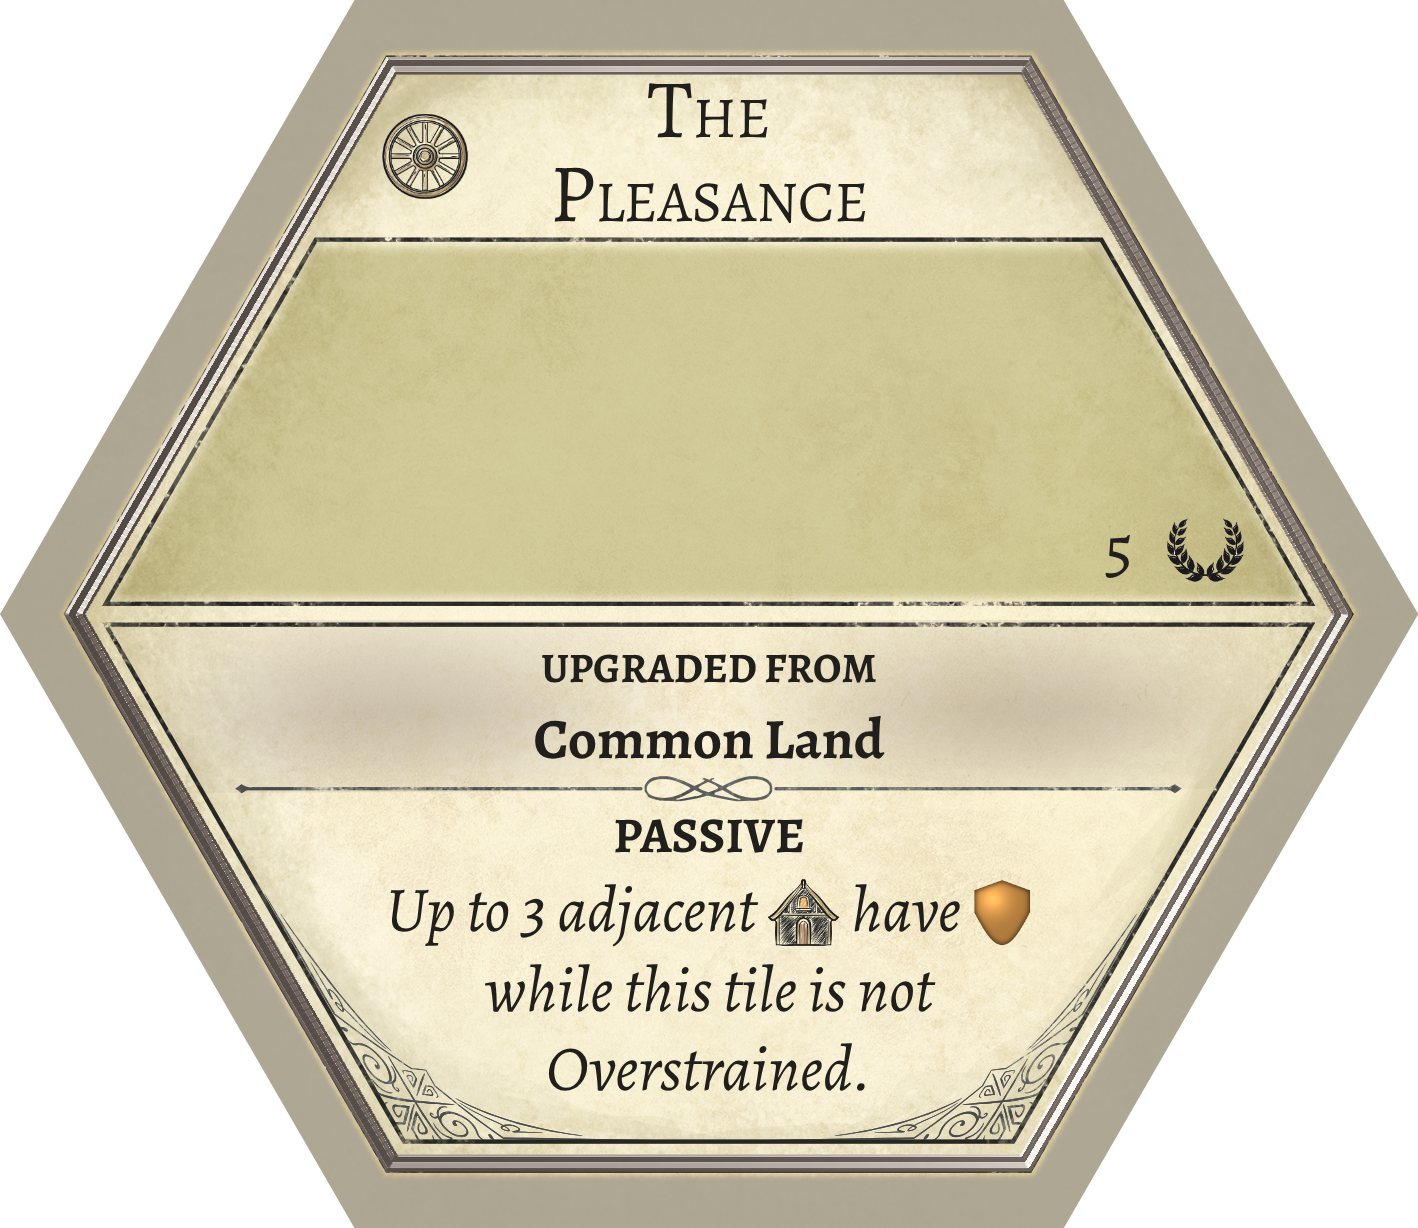 The
Pleasance
5
UPGRADED FROM
Common Land
PASSIVE
Up to 3 adjacent have
while this tile is not
Overstrained.